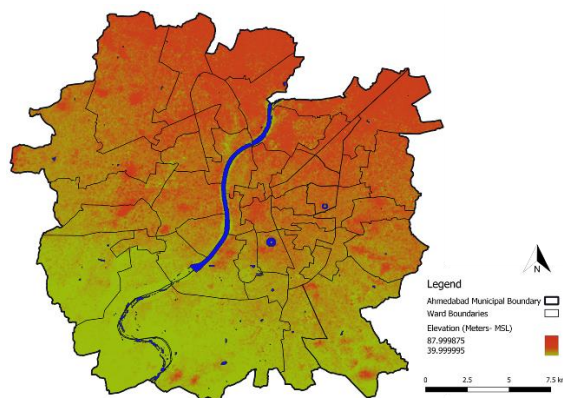 N
Legend
Ahmedabad Municipal Boundary
Ward Boundaries
Elevation (Meters- MSL)
87.999875
39.999995
0 2.5 5 7.5 km